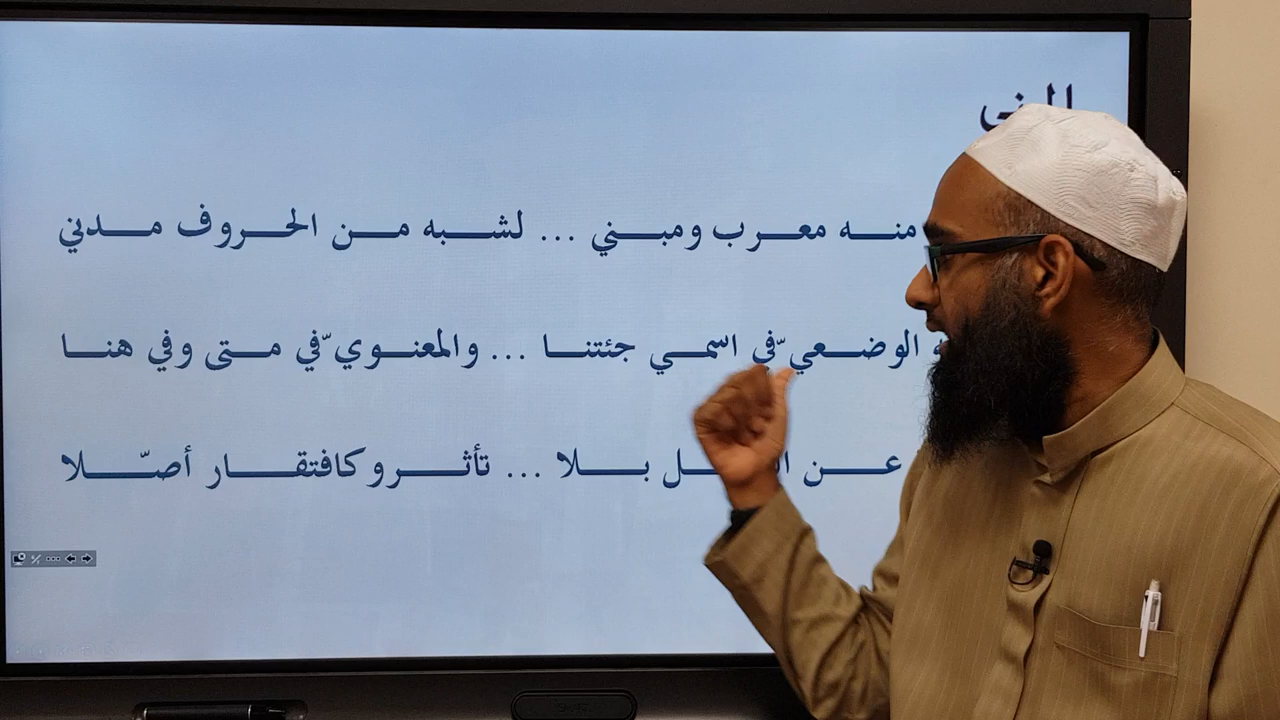 منه معرب ومبني ... لشبه من الحروف مدني
الوضعيّ في اسمي جئتنا ... والمعنويّ في متى وفي هنا
عن بلا ... تأثر وكافتقار أصّلا